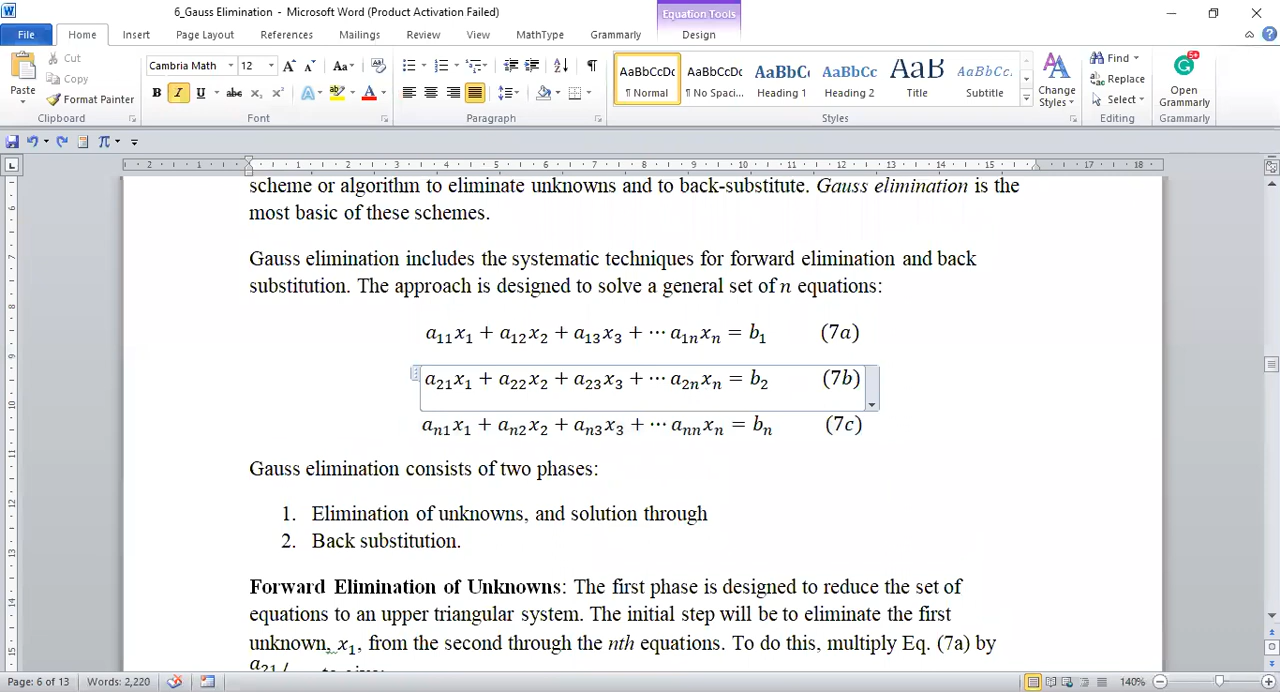 6_Gauss Elimination - Microsoft Word (Product Activation Failed)
Equation Tools
File Home Insert Page Layout References Mailings Review View MathType Grammarly Design
Paste
Cut
Copy
Format Painter
Clipboard
Cambria Math 12
Font
Paragraph
AaBbCcDc AaBbCcDc AaBbC AaBbCc AaB AaBbCc.
¶ Normal ¶ No Spaci... Heading 1 Heading 2 Title Subtitle
Change Styles
Styles
Find
Replace
Select
Editing
Open Grammarly
Grammarly
scheme or algorithm to eliminate unknowns and to back-substitute. Gauss elimination is the
most basic of these schemes.
Gauss elimination includes the systematic techniques for forward elimination and back
substitution. The approach is designed to solve a general set of n equations:
a₁₁x₁ + a₁₂x₂ + a₁₃x₃ + ⋯ a₁ₙxₙ = b₁ (7a)
a₂₁x₁ + a₂₂x₂ + a₂₃x₃ + ⋯ a₂ₙxₙ = b₂ (7b)
aₙ₁x₁ + aₙ₂x₂ + aₙ₃x₃ + ⋯ aₙₙxₙ = bₙ (7c)
Gauss elimination consists of two phases:
1. Elimination of unknowns, and solution through
2. Back substitution.
Forward Elimination of Unknowns: The first phase is designed to reduce the set of
equations to an upper triangular system. The initial step will be to eliminate the first
unknown, x₁, from the second through the nth equations. To do this, multiply Eq. (7a) by
Page: 6 of 13 Words: 2,220 140%